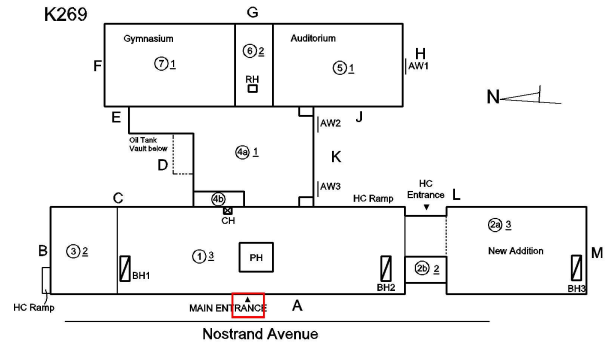 K269
G
Gymnasium
6 2
Auditorium
H
F
7 1
RH
5 1
AW1
N
E
AW2
J
Oil Tank
Vault below
4a 1
K
D
AW3
C
4b
HC Ramp
HC
Entrance
L
CH
2a 3
B
3 2
1 3
PH
New Addition
M
BH1
2b 2
BH2
BH3
HC Ramp
MAIN ENTRANCE
A
Nostrand Avenue